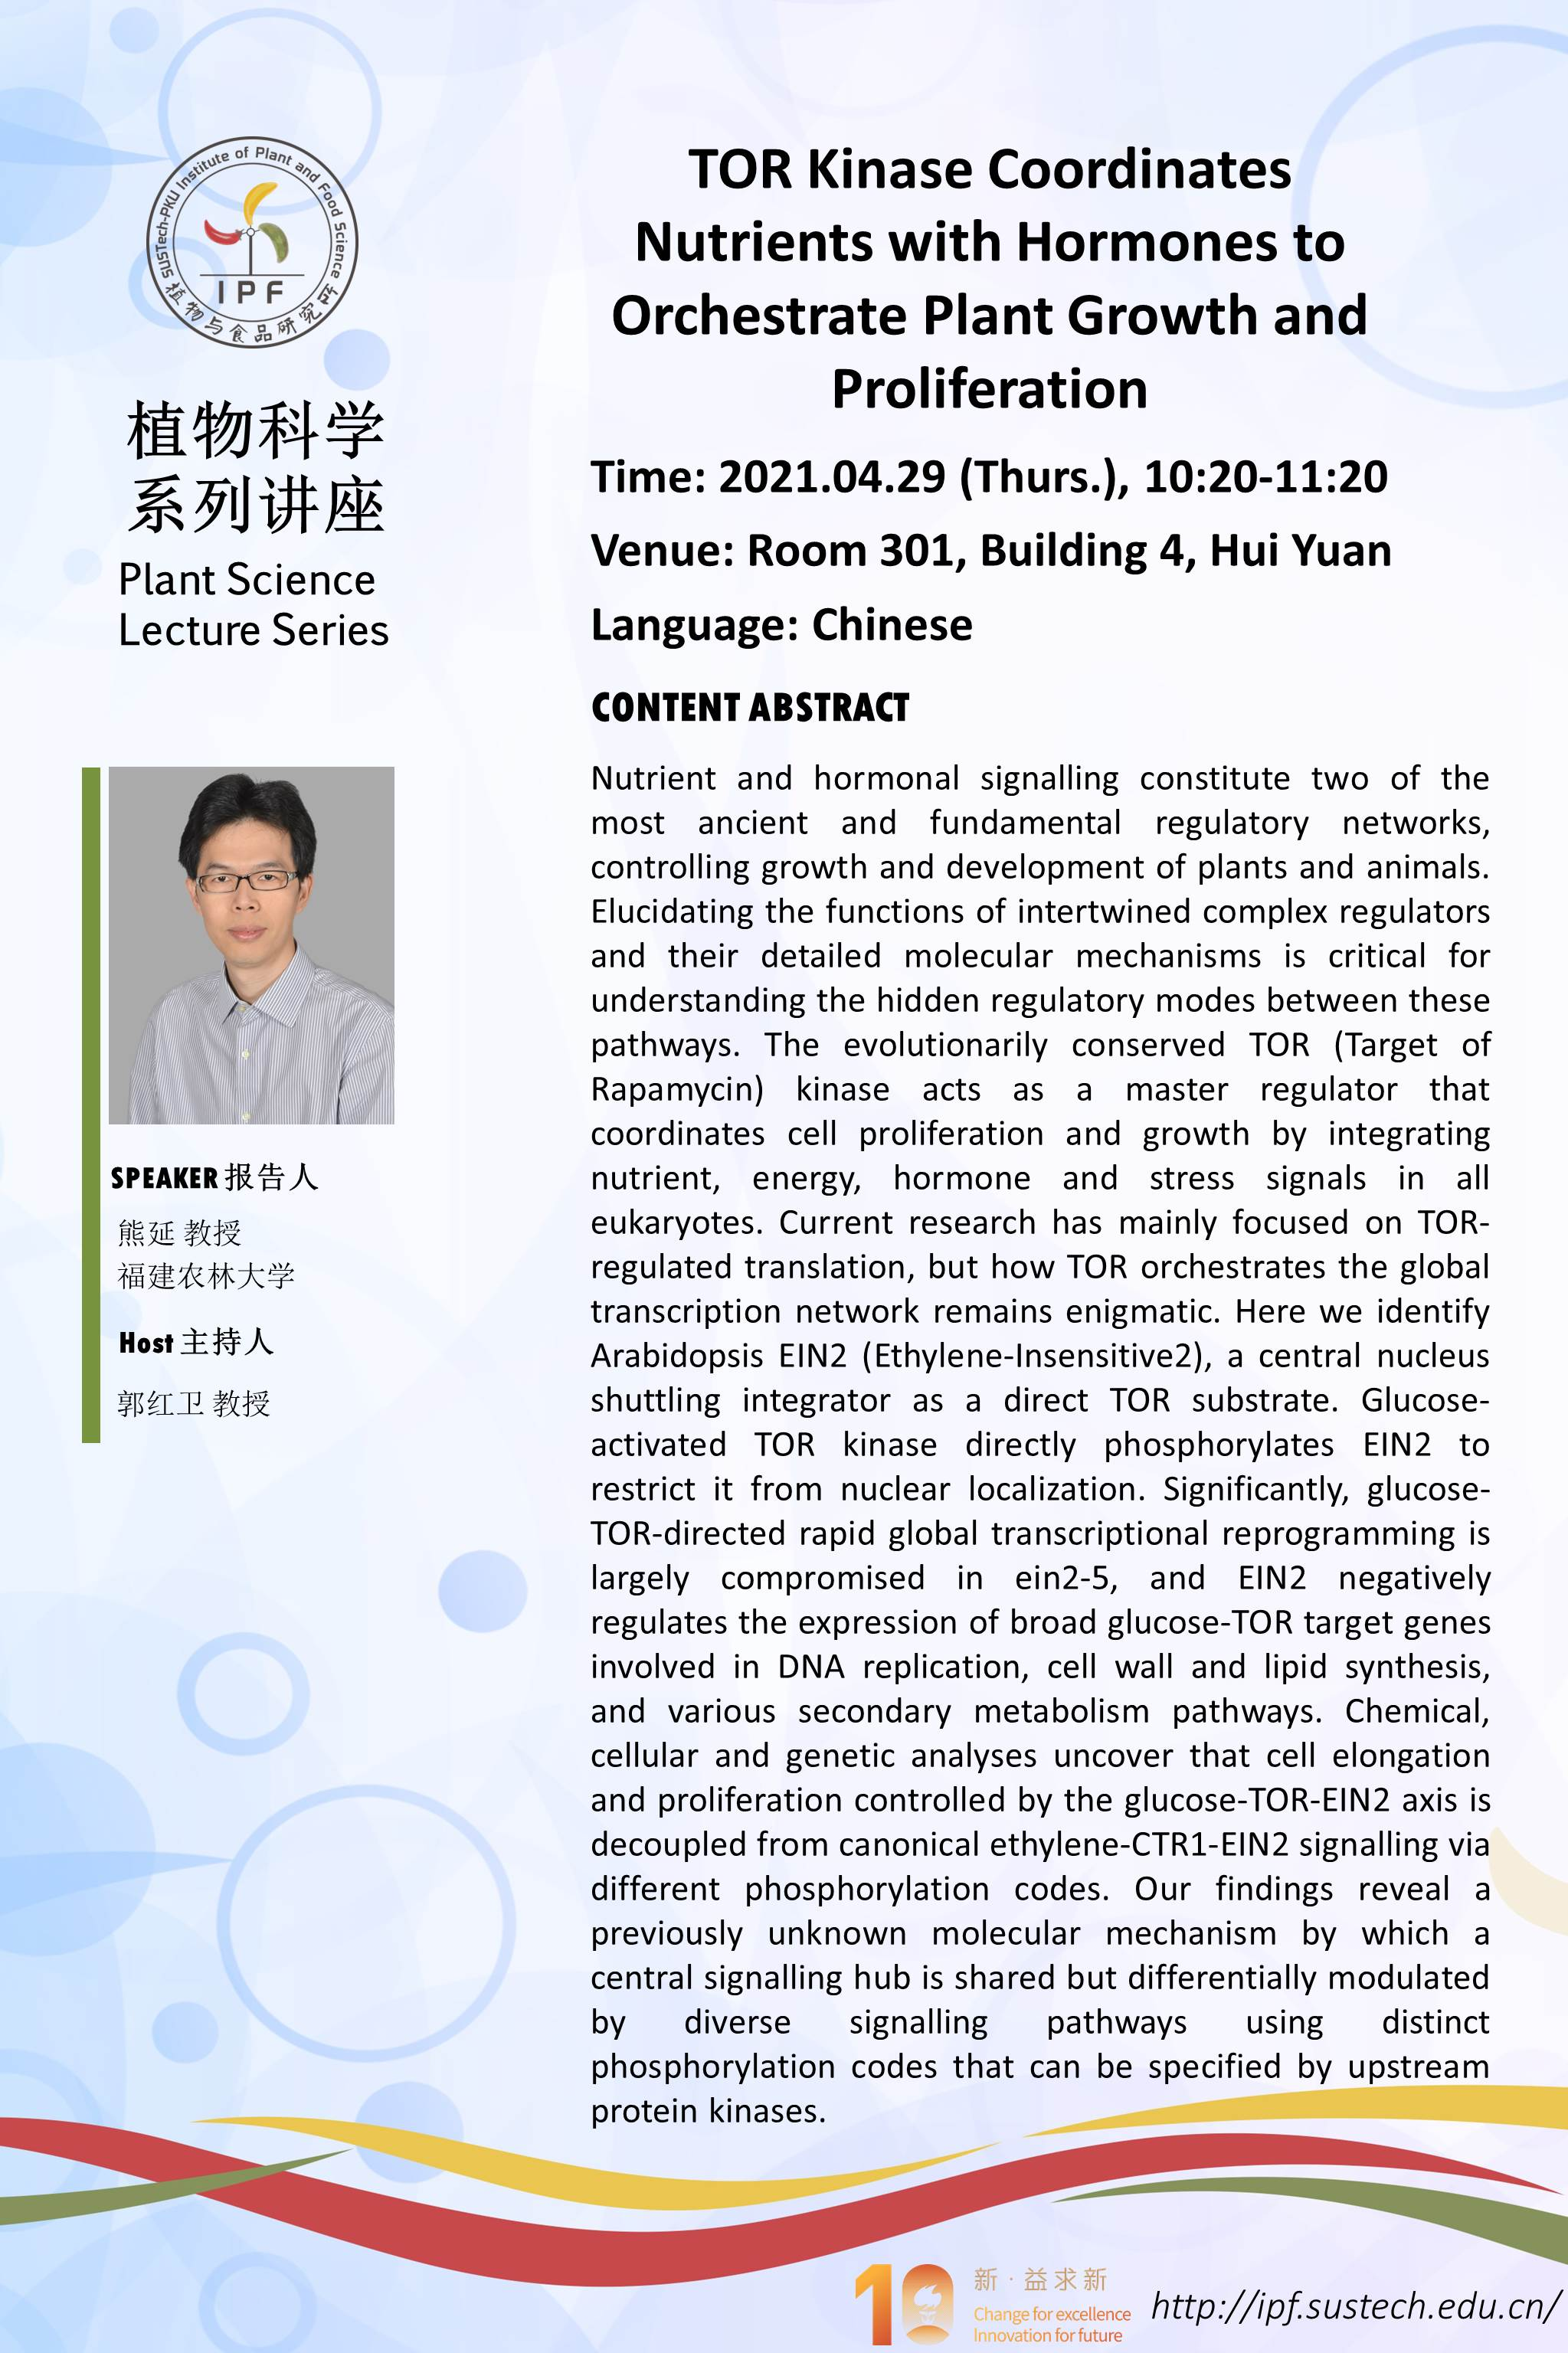 SUSTech-PKU Institute of Plant and Food Science
IPF
植物与食品研究所
植物科学
系列讲座
Plant Science
Lecture Series
SPEAKER 报告人
熊延 教授
福建农林大学
Host 主持人
郭红卫 教授
TOR Kinase Coordinates
Nutrients with Hormones to
Orchestrate Plant Growth and
Proliferation
Time: 2021.04.29 (Thurs.), 10:20-11:20
Venue: Room 301, Building 4, Hui Yuan
Language: Chinese
CONTENT ABSTRACT
Nutrient and hormonal signalling constitute two of the
most ancient and fundamental regulatory networks,
controlling growth and development of plants and animals.
Elucidating the functions of intertwined complex regulators
and their detailed molecular mechanisms is critical for
understanding the hidden regulatory modes between these
pathways. The evolutionarily conserved TOR (Target of
Rapamycin) kinase acts as a master regulator that
coordinates cell proliferation and growth by integrating
nutrient, energy, hormone and stress signals in all
eukaryotes. Current research has mainly focused on TOR-
regulated translation, but how TOR orchestrates the global
transcription network remains enigmatic. Here we identify
Arabidopsis EIN2 (Ethylene-Insensitive2), a central nucleus
shuttling integrator as a direct TOR substrate. Glucose-
activated TOR kinase directly phosphorylates EIN2 to
restrict it from nuclear localization. Significantly, glucose-
TOR-directed rapid global transcriptional reprogramming is
largely compromised in ein2-5, and EIN2 negatively
regulates the expression of broad glucose-TOR target genes
involved in DNA replication, cell wall and lipid synthesis,
and various secondary metabolism pathways. Chemical,
cellular and genetic analyses uncover that cell elongation
and proliferation controlled by the glucose-TOR-EIN2 axis is
decoupled from canonical ethylene-CTR1-EIN2 signalling via
different phosphorylation codes. Our findings reveal a
previously unknown molecular mechanism by which a
central signalling hub is shared but differentially modulated
by diverse signalling pathways using distinct
phosphorylation codes that can be specified by upstream
protein kinases.
10
新·益求新
Change for excellence
Innovation for future
http://ipf.sustech.edu.cn/